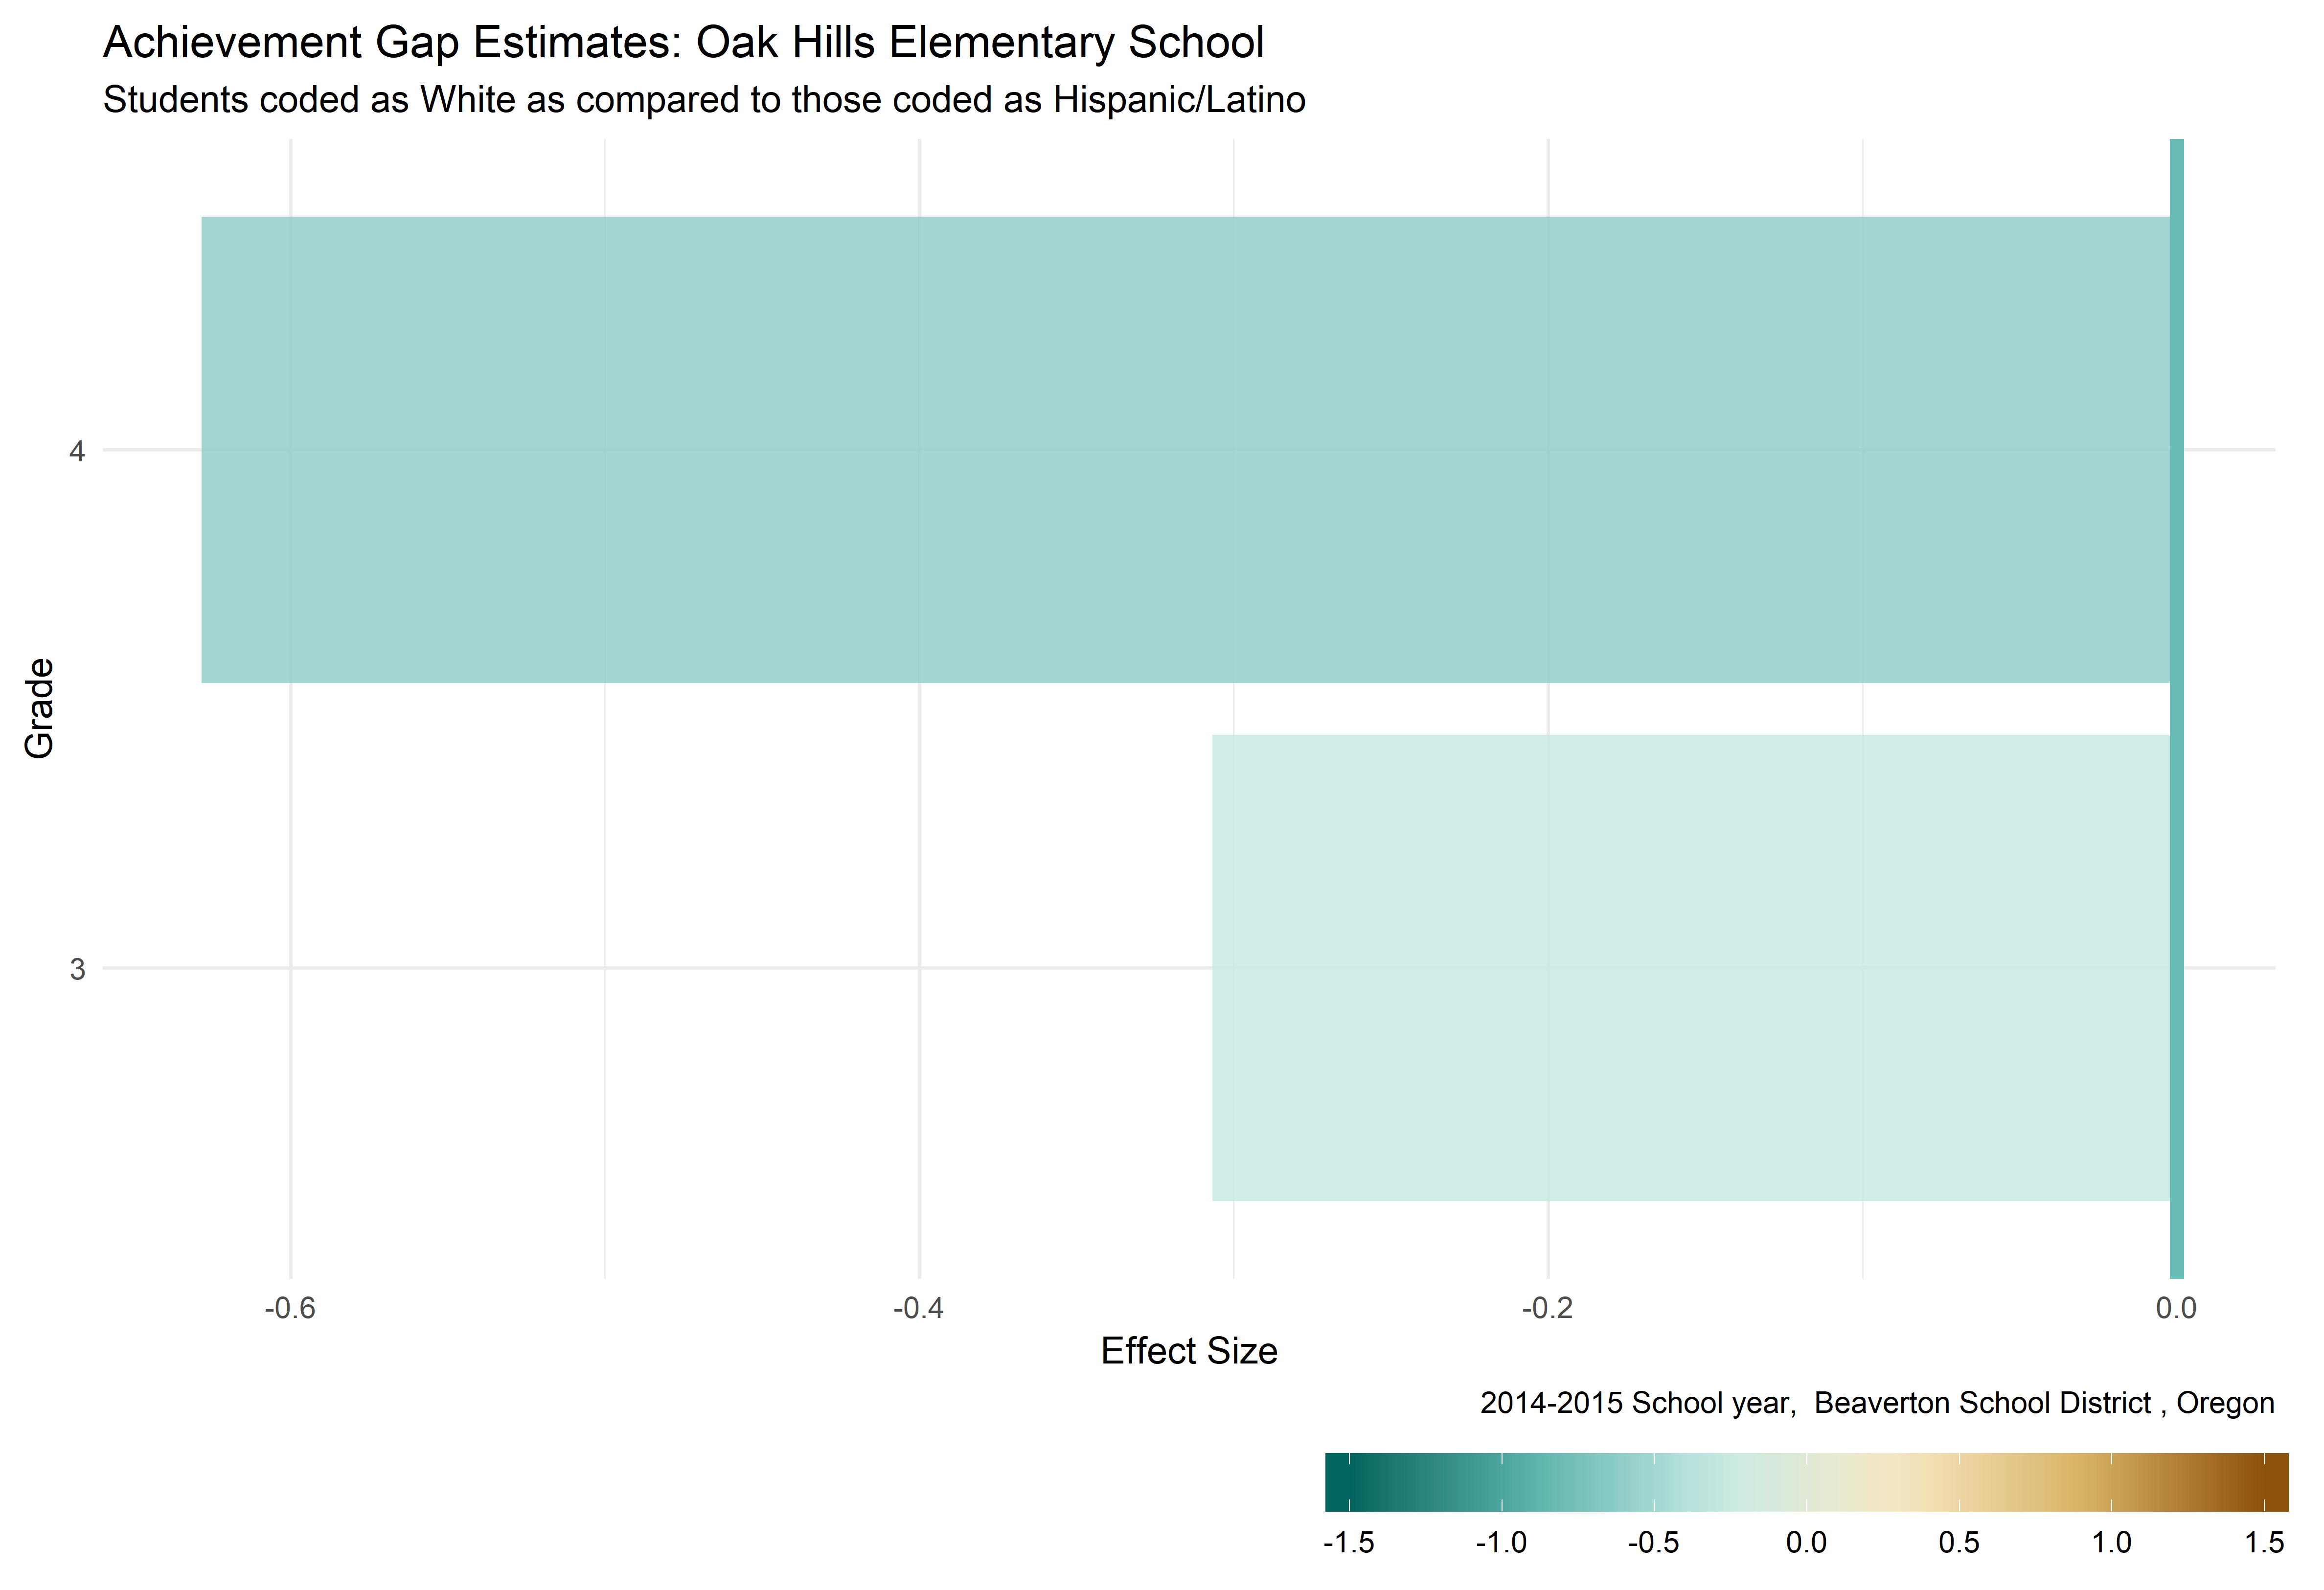 Achievement Gap Estimates: Oak Hills Elementary School
Students coded as White as compared to those coded as Hispanic/Latino
4
Grade
3
-0.6 -0.4 -0.2 0.0
Effect Size
2014-2015 School year,  Beaverton School District , Oregon
-1.5 -1.0 -0.5 0.0 0.5 1.0 1.5